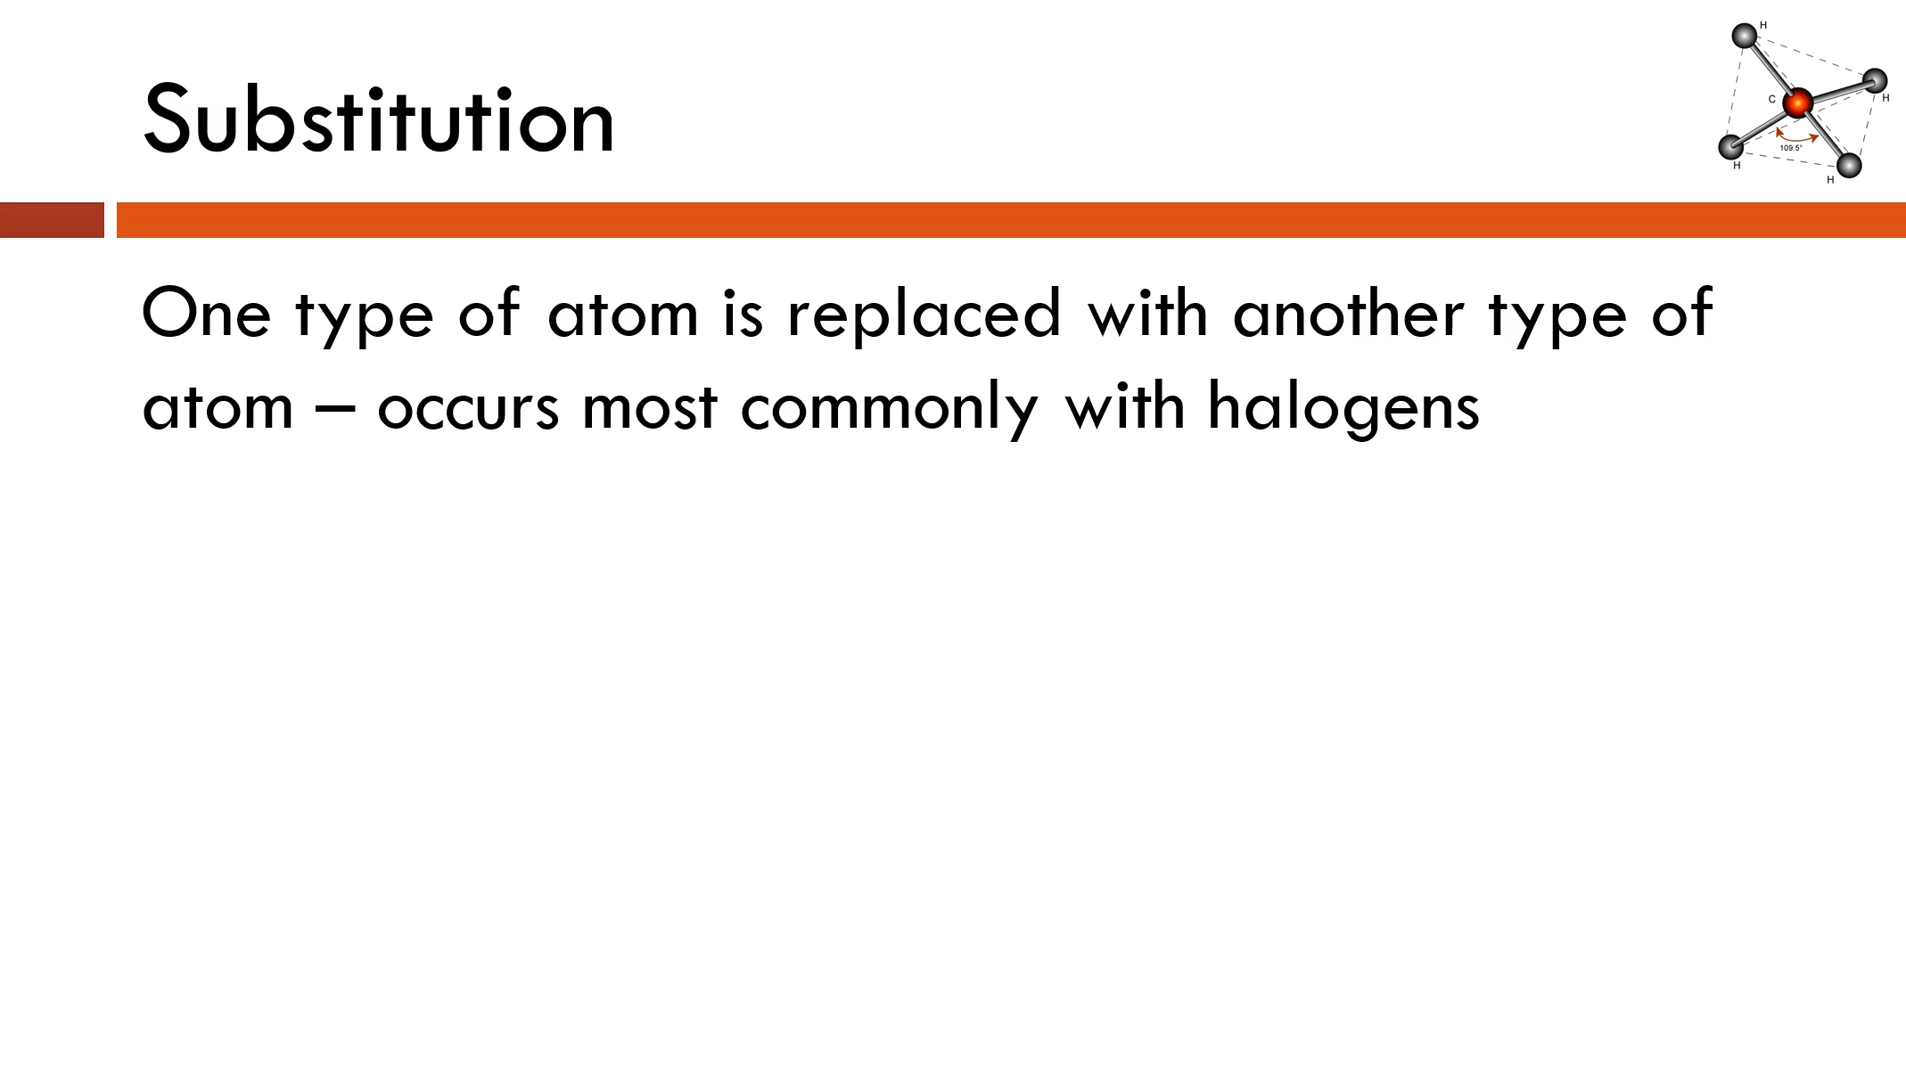 Substitution
H
H
C
109.5°
H
H
One type of atom is replaced with another type of
atom – occurs most commonly with halogens